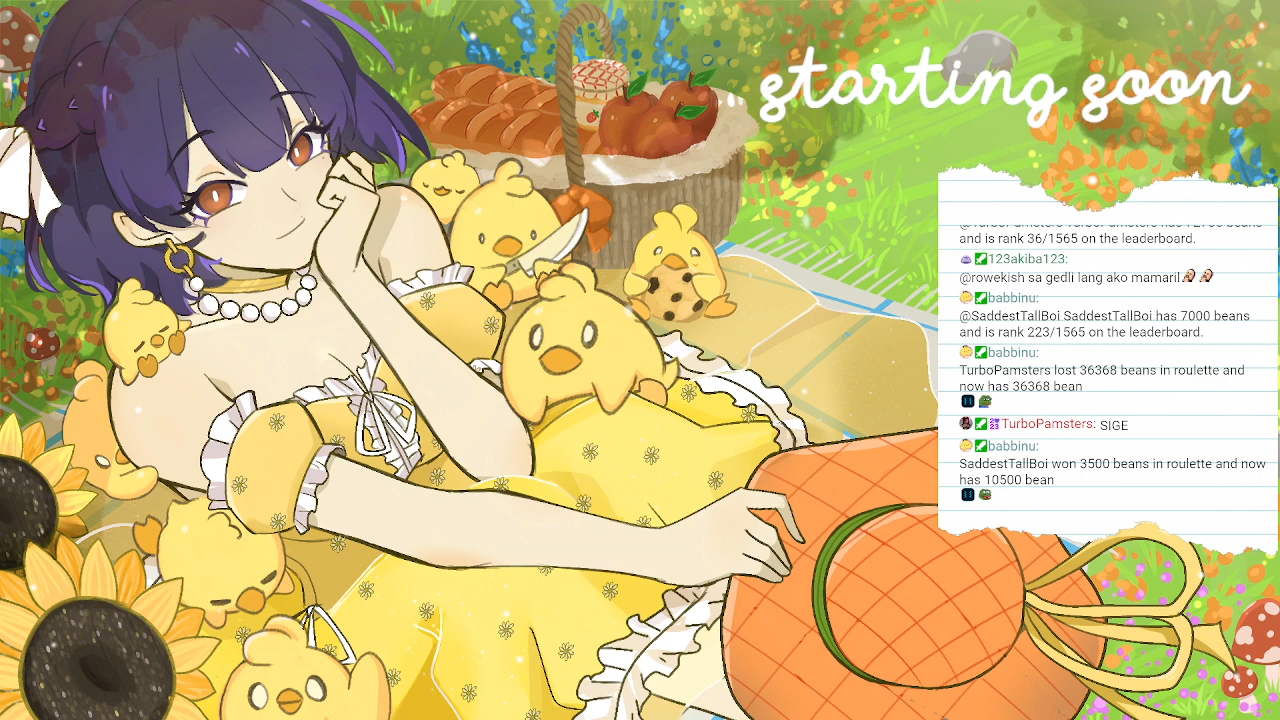 starting soon
and is rank 36/1565 on the leaderboard.
123akiba123:
@rowekish sa gedli lang ako mamaril
babbinu:
@SaddestTallBoi SaddestTallBoi has 7000 beans
and is rank 223/1565 on the leaderboard.
babbinu:
TurboPamsters lost 36368 beans in roulette and
now has 36368 bean
TurboPamsters: SIGE
babbinu:
SaddestTallBoi won 3500 beans in roulette and now
has 10500 bean